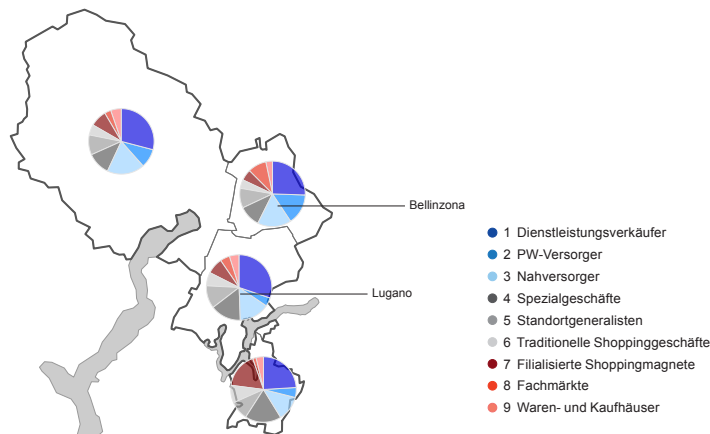 Bellinzona
Lugano
1 Dienstleistungsverkäufer
2 PW-Versorger
3 Nahversorger
4 Spezialgeschäfte
5 Standortgeneralisten
6 Traditionelle Shoppinggeschäfte
7 Filialisierte Shoppingmagnete
8 Fachmärkte
9 Waren- und Kaufhäuser